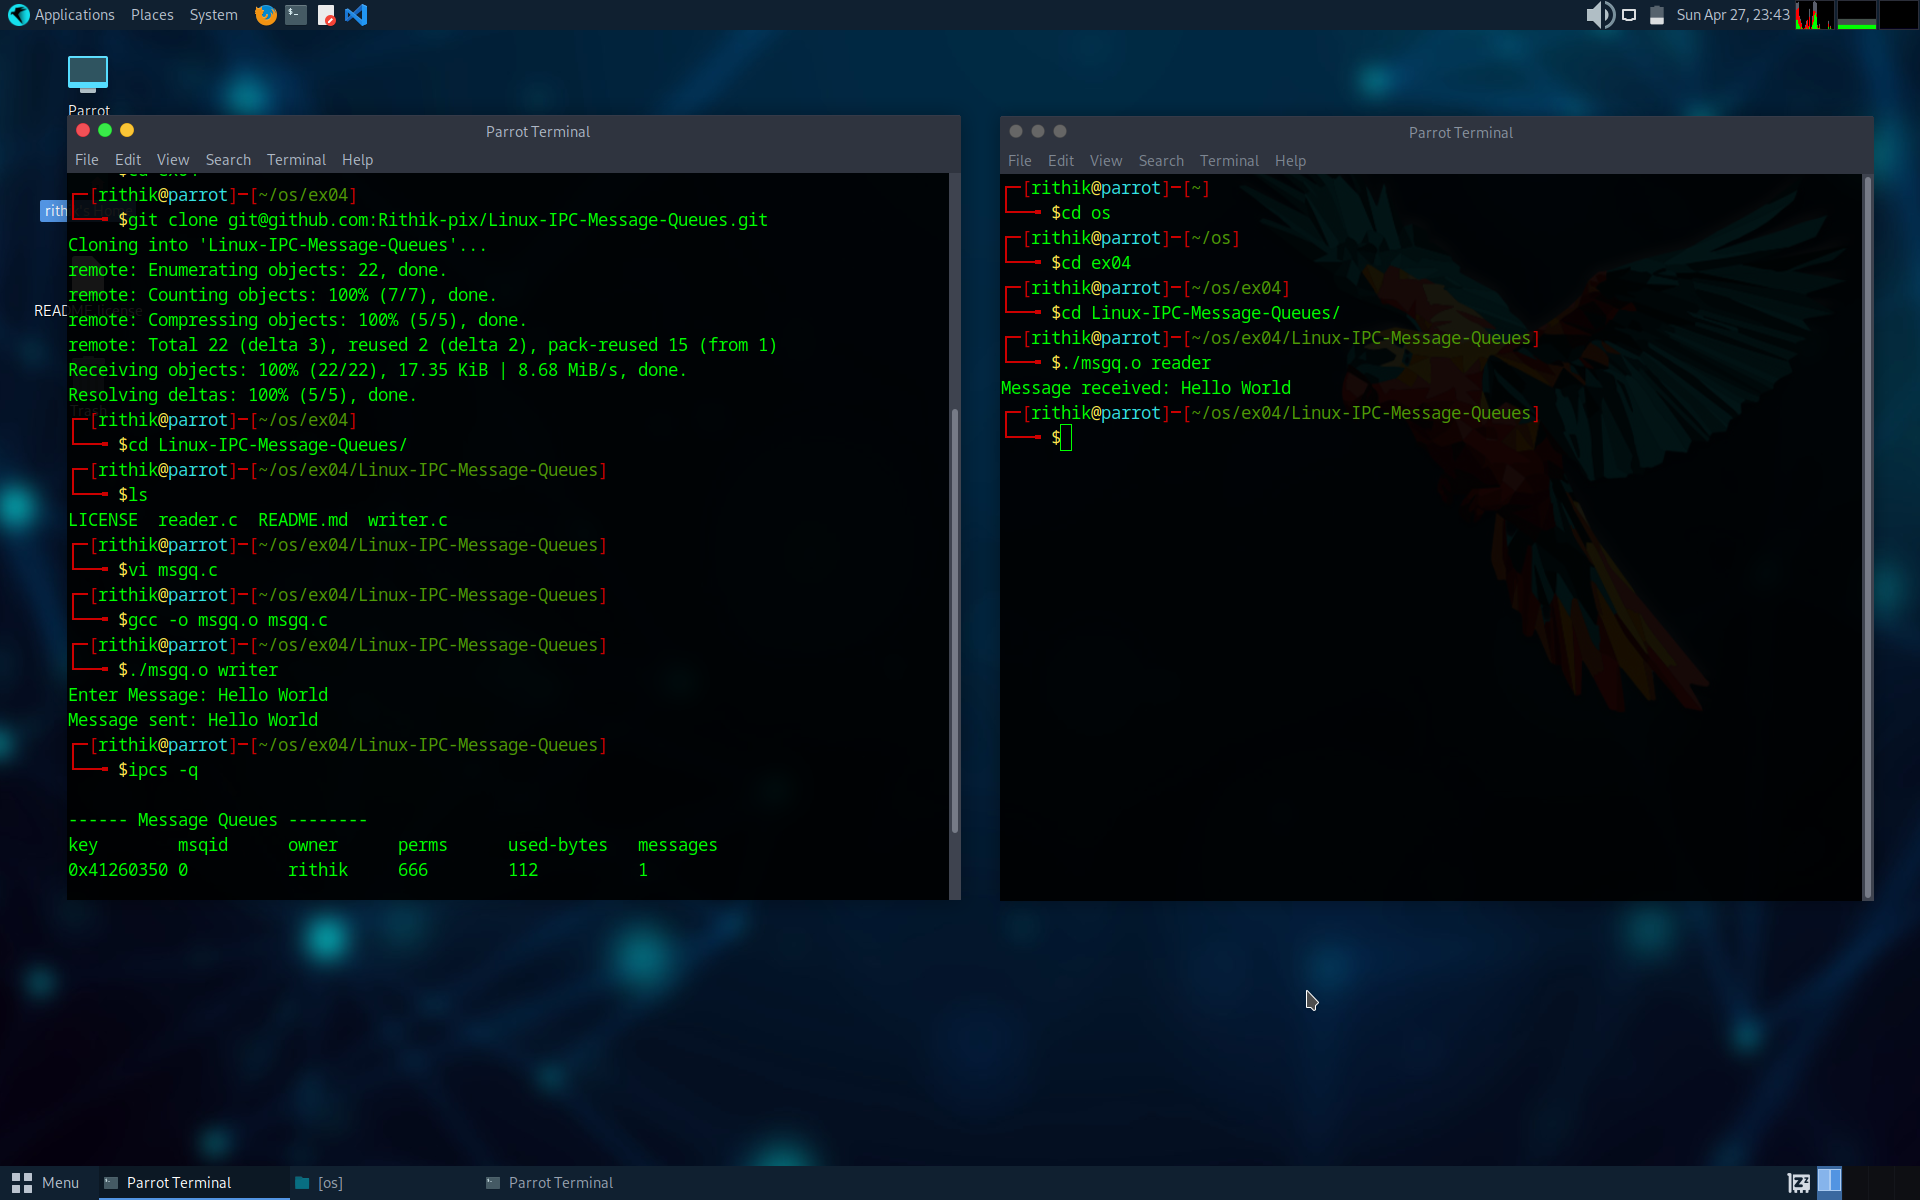 Applications Places System
Sun Apr 27, 23:43
Parrot
Parrot Terminal
File Edit View Search Terminal Help
[rithik@parrot]─[~/os/ex04]
$git clone git@github.com:Rithik-pix/Linux-IPC-Message-Queues.git
Cloning into 'Linux-IPC-Message-Queues'...
remote: Enumerating objects: 22, done.
remote: Counting objects: 100% (7/7), done.
remote: Compressing objects: 100% (5/5), done.
remote: Total 22 (delta 3), reused 2 (delta 2), pack-reused 15 (from 1)
Receiving objects: 100% (22/22), 17.35 KiB | 8.68 MiB/s, done.
Resolving deltas: 100% (5/5), done.
[rithik@parrot]─[~/os/ex04]
$cd Linux-IPC-Message-Queues/
[rithik@parrot]─[~/os/ex04/Linux-IPC-Message-Queues]
$ls
LICENSE reader.c README.md writer.c
[rithik@parrot]─[~/os/ex04/Linux-IPC-Message-Queues]
$vi msgq.c
[rithik@parrot]─[~/os/ex04/Linux-IPC-Message-Queues]
$gcc -o msgq.o msgq.c
[rithik@parrot]─[~/os/ex04/Linux-IPC-Message-Queues]
$./msgq.o writer
Enter Message: Hello World
Message sent: Hello World
[rithik@parrot]─[~/os/ex04/Linux-IPC-Message-Queues]
$ipcs -q
------ Message Queues --------
key msqid owner perms used-bytes messages
0x41260350 0 rithik 666 112 1
Parrot Terminal
File Edit View Search Terminal Help
[rithik@parrot]─[~]
$cd os
[rithik@parrot]─[~/os]
$cd ex04
[rithik@parrot]─[~/os/ex04]
$cd Linux-IPC-Message-Queues/
[rithik@parrot]─[~/os/ex04/Linux-IPC-Message-Queues]
$./msgq.o reader
Message received: Hello World
[rithik@parrot]─[~/os/ex04/Linux-IPC-Message-Queues]
$
Menu Parrot Terminal [os] Parrot Terminal